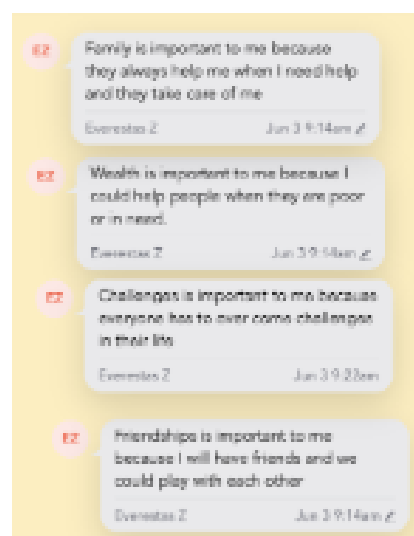 EZ
Family is important to me because
they always help me when I need help
and they take care of me
Everestas Z Jun 3 9:14am
EZ
Wealth is important to me because I
could help people when they are poor
or in need.
Everestas Z Jun 3 9:14am
EZ
Challenges is important to me because
everyone has to over come challenges
in their life
Everestas Z Jun 3 9:22am
EZ
Friendships is important to me
because I will have friends and we
could play with each other
Everestas Z Jun 3 9:14am